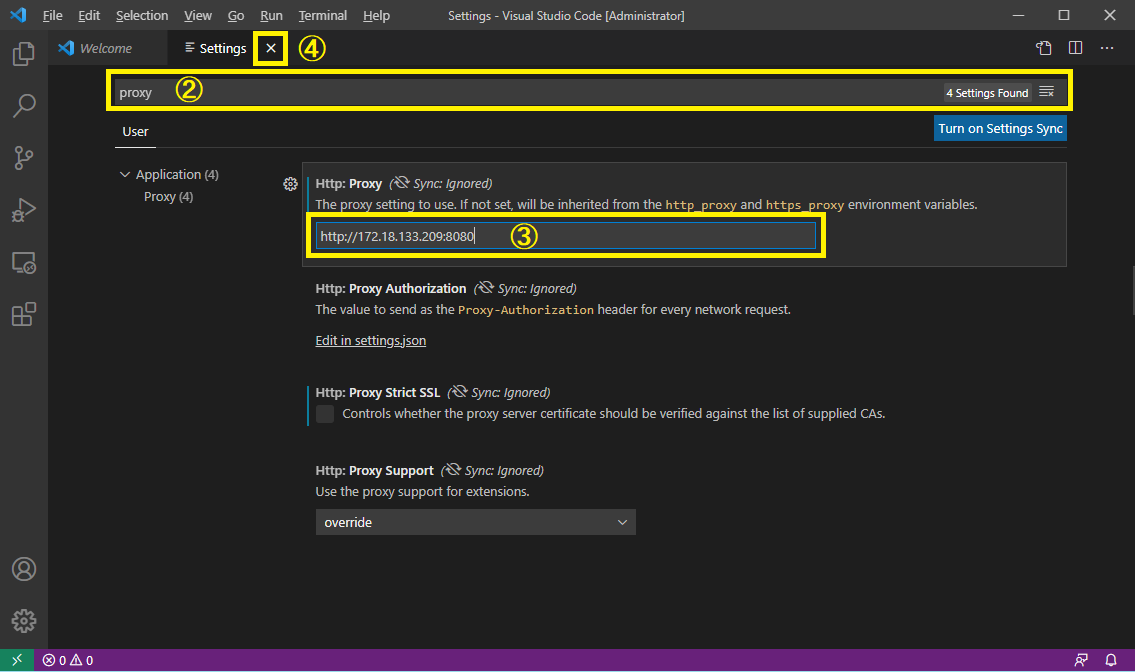 File Edit Selection View Go Run Terminal Help Settings - Visual Studio Code [Administrator]
Welcome Settings ④
proxy ② 4 Settings Found
User Turn on Settings Sync
Application (4)
Proxy (4)
Http: Proxy (Sync: Ignored)
The proxy setting to use. If not set, will be inherited from the http_proxy and https_proxy environment variables.
http://172.18.133.209:8080 ③
Http: Proxy Authorization (Sync: Ignored)
The value to send as the Proxy-Authorization header for every network request.
Edit in settings.json
Http: Proxy Strict SSL (Sync: Ignored)
Controls whether the proxy server certificate should be verified against the list of supplied CAs.
Http: Proxy Support (Sync: Ignored)
Use the proxy support for extensions.
override
0 0